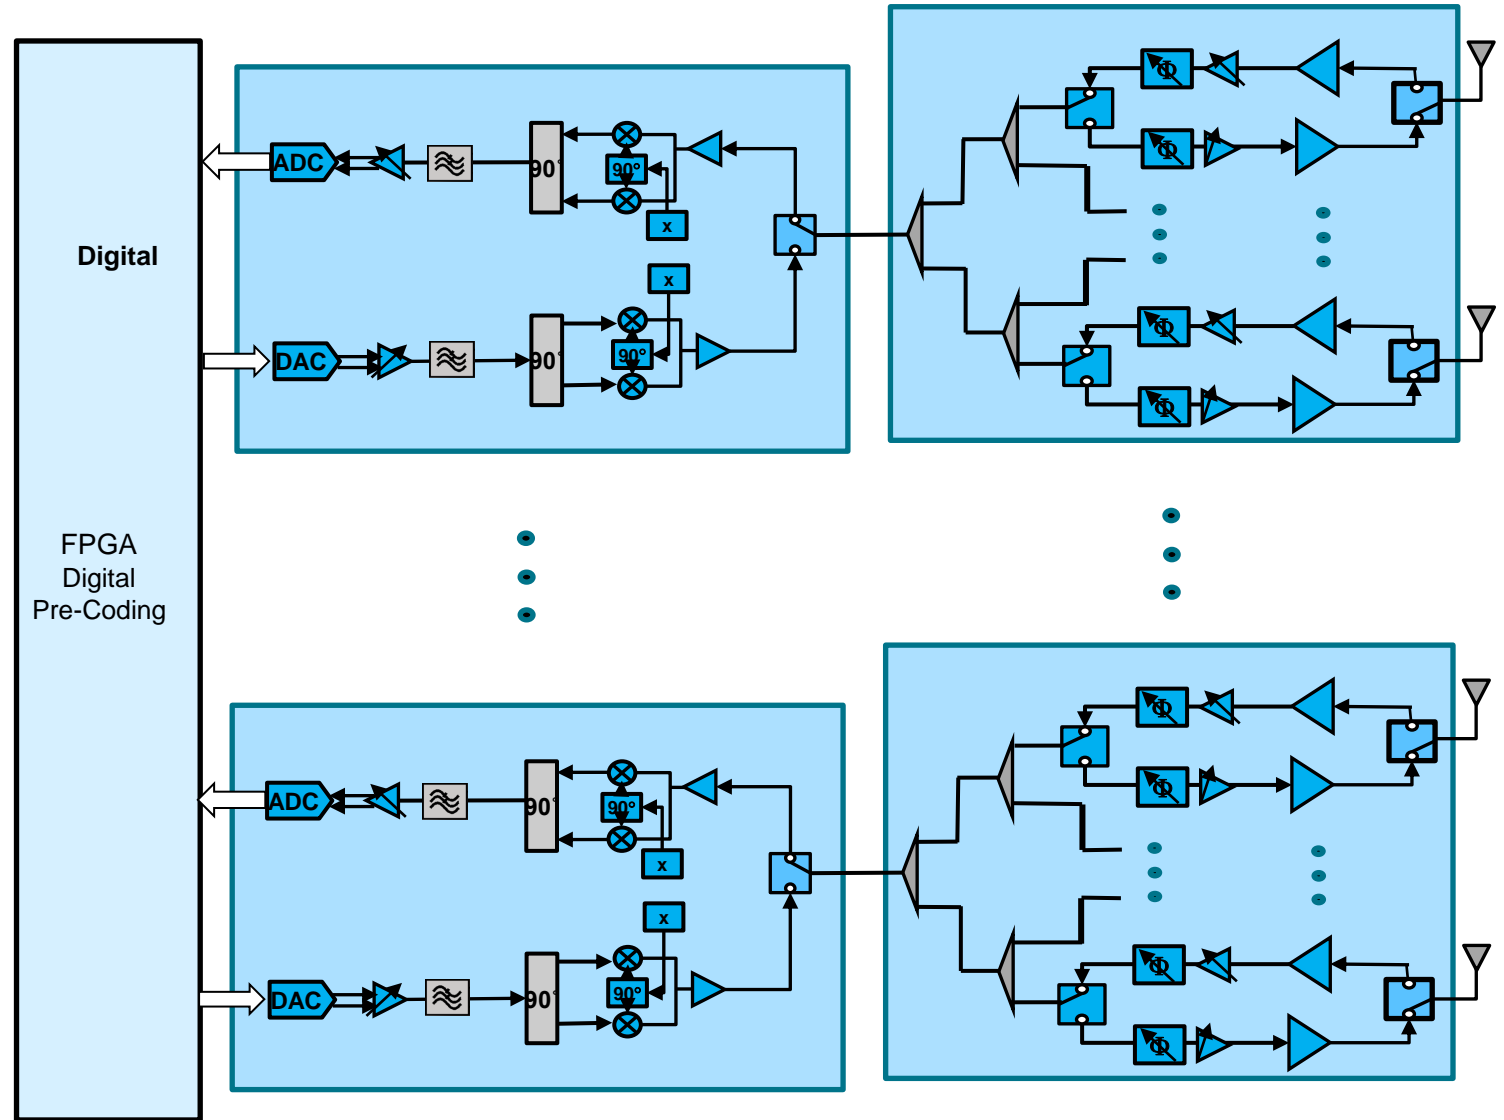 Digital
FPGA
Digital
Pre-Coding
ADC
90°
90°
x
x
DAC
90°
90°
Φ
Φ
Φ
Φ
ADC
90°
90°
x
x
DAC
90°
90°
Φ
Φ
Φ
Φ